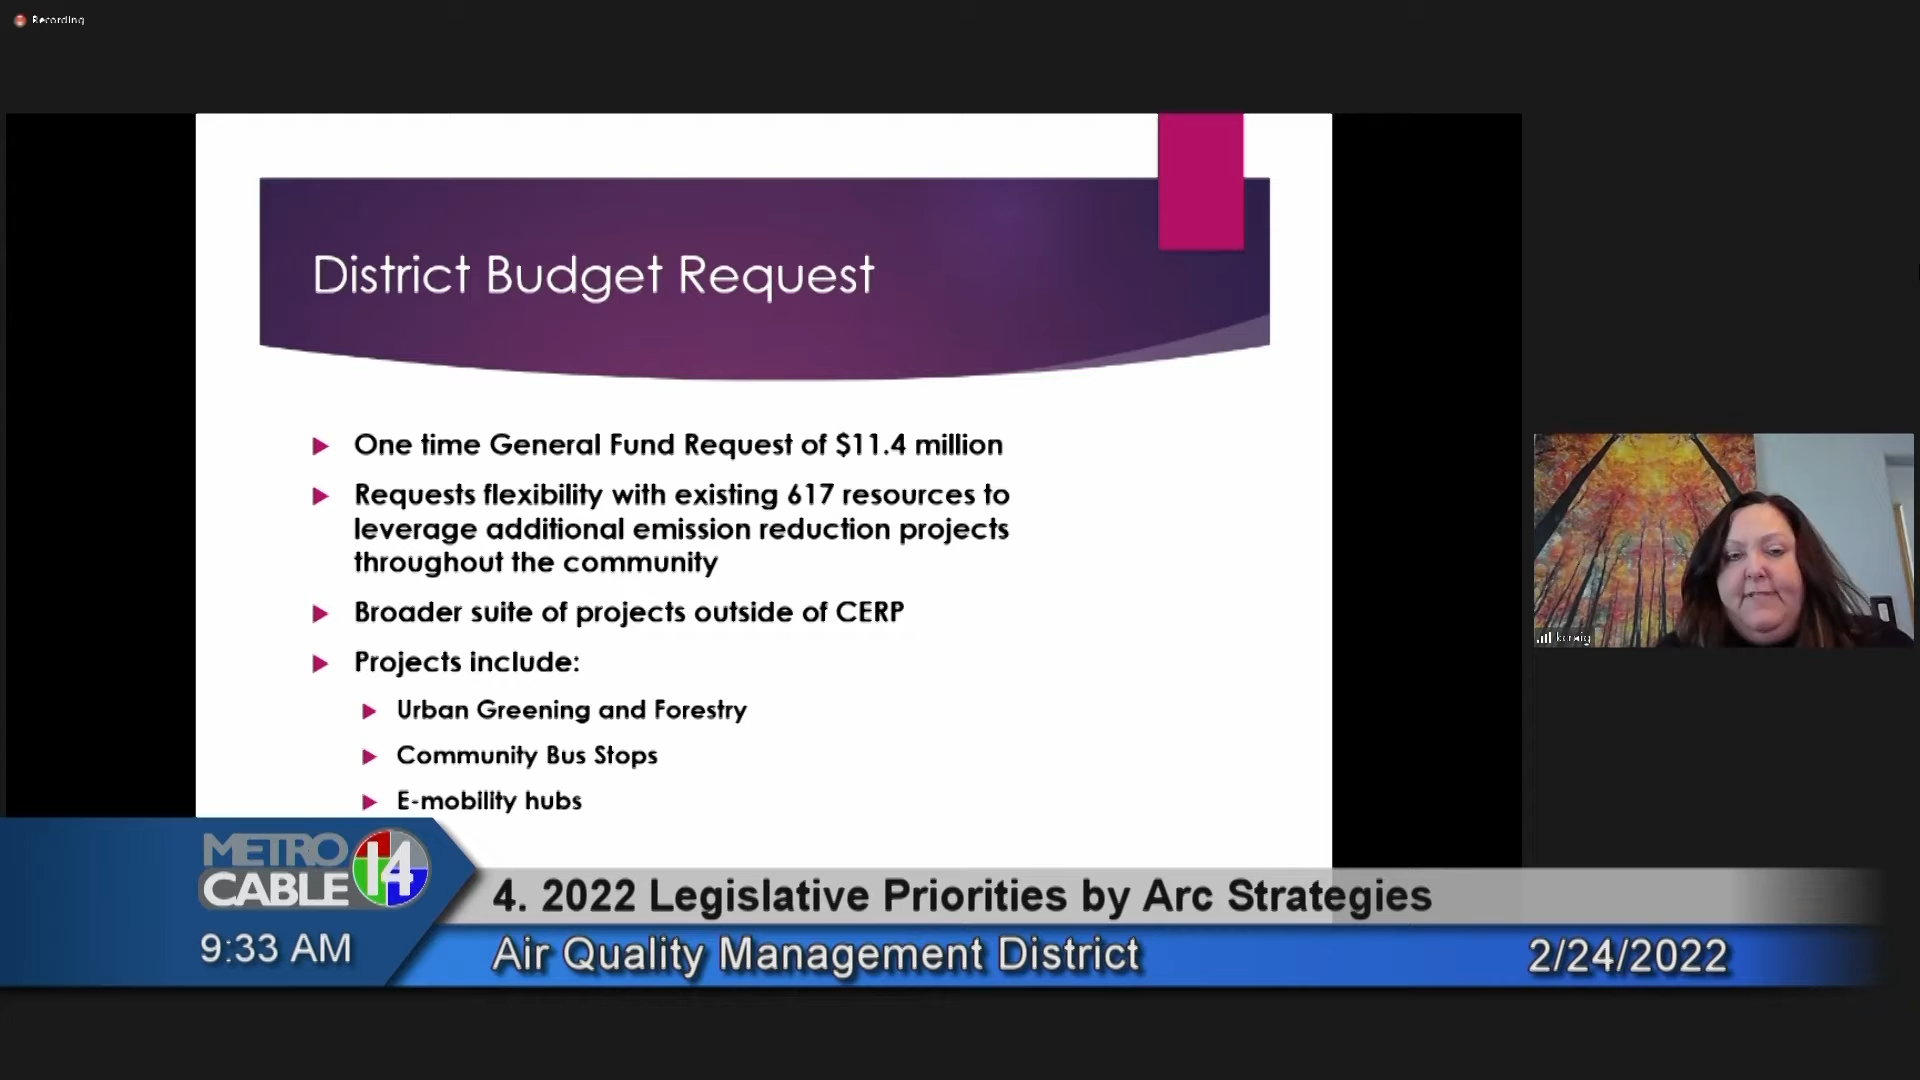 Recording
District Budget Request
One time General Fund Request of $11.4 million
Requests flexibility with existing 617 resources to
leverage additional emission reduction projects
throughout the community
Broader suite of projects outside of CERP
Projects include:
Urban Greening and Forestry
Community Bus Stops
E-mobility hubs
METRO
CABLE 14
9:33 AM
4. 2022 Legislative Priorities by Arc Strategies
Air Quality Management District
2/24/2022